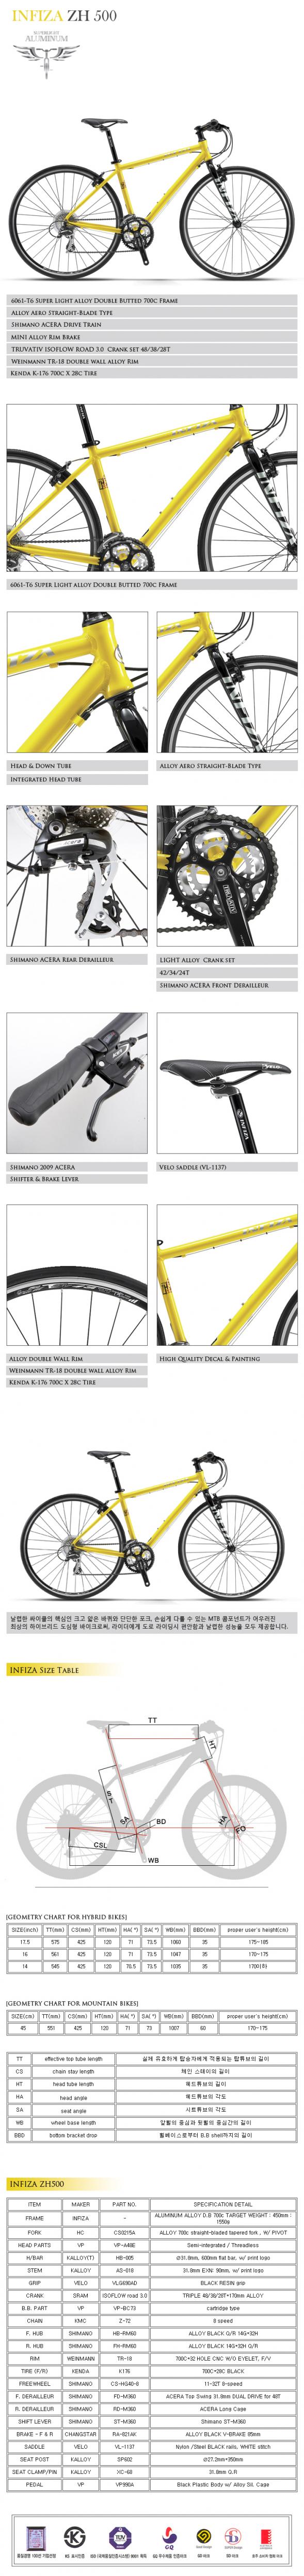 INFIZA ZH 500
SUPERLIGHT
ALUMINUM
6061-T6 Super Light alloy Double Butted 700c Frame
Alloy Aero Straight-Blade Type
Shimano ACERA Drive Train
MINI Alloy Rim Brake
TRUVATIV ISOFLOW ROAD 3.0 Crank set 48/38/28T
Weinmann TR-18 double wall alloy Rim
Kenda K-176 700c X 28c Tire
6061-T6 Super Light alloy Double Butted 700c Frame
Head & Down Tube
Integrated Head tube
Alloy Aero Straight-Blade Type
Shimano ACERA Rear Derailleur
LIGHT Alloy Crank set
42/34/24T
Shimano ACERA Front Derailleur
Shimano 2009 ACERA
Shifter & Brake Lever
Velo saddle (VL-1137)
Alloy double Wall Rim
Weinmann TR-18 double wall alloy Rim
Kenda K-176 700c X 28c Tire
High Quality Decal & Painting
날렵한 싸이클의 핵심인 크고 얇은 바퀴와 단단한 포크, 손쉽게 다룰 수 있는 MTB 콤포넌트가 어우러진
최상의 하이브리드 도심형 바이크로써, 라이더에게 도로 라이딩시 편안함과 날렵한 성능을 모두 제공합니다.
INFIZA Size Table
TT
HT
ST
SA
BD
HA
FO
CSL
WB
[Geometry chart for Hybrid bikes]
SIZE(inch) TT(mm) CS(mm) HT(mm) HA(°) SA(°) WB(mm) BBD(mm) proper user's height(cm)
17.5 575 425 120 71 73.5 1060 35 175~185
16 561 425 120 71 73.5 1047 35 170~175
14 545 425 120 70.5 73.5 1035 35 170이하
[Geometry chart for Mountain bikes]
SIZE(cm) TT(mm) CS(mm) HT(mm) HA(°) SA(°) WB(mm) BBD(mm) proper user's height(cm)
45 551 425 120 71 73 1007 60 170~175
TT effective top tube length 실제 유효하게 탑승자에게 적용되는 탑튜브의 길이
CS chain stay length 체인 스테이의 길이
HT head tube length 헤드튜브의 길이
HA head angle 헤드튜브의 각도
SA seat angle 시트튜브의 각도
WB wheel base length 앞휠의 중심과 뒷휠의 중심간의 길이
BBD bottom bracket drop 휠베이스로부터 B.B shell까지의 길이
INFIZA ZH500
ITEM MAKER PART NO. SPECIFICATION DETAIL
FRAME INFIZA - ALUMINUM ALLOY D.B 700c TARGET WEIGHT : 450mm : 1550g
FORK HC CS0215A ALLOY 700c straight-bladed tapered fork , W/ PIVOT
HEAD PARTS VP VP-A48E Semi-integrated / Threadless
H/BAR KALLOY(T) HB-605 Ø31.8mm, 600mm flat bar, w/ print logo
STEM KALLOY AS-018 31.8mm EXN: 90mm, w/ print logo
GRIP VELO VLG690AD BLACK RESIN grip
CRANK SRAM ISOFLOW road 3.0 TRIPLE 48/38/28T*170mm ALLOY
B.B. PART VP VP-BC73 cartridge type
CHAIN KMC Z-72 8 speed
F. HUB SHIMANO HB-RM60 ALLOY BLACK Q/R 14G*32H
R. HUB SHIMANO FH-RM60 ALLOY BLACK 14G*32H Q/R
RIM WEINMANN TR-18 700C*32 HOLE CNC W/O EYELET, F/V
TIRE (F/R) KENDA K176 700C*28C BLACK
FREEWHEEL SHIMANO CS-HG40-8 11-32T 8-speed
F. DERAILLEUR SHIMANO FD-M360 ACERA Top Swing 31.8mm DUAL DRIVE for 48T
R. DERAILLEUR SHIMANO RD-M360 ACERA Long Cage
SHIFT LEVER SHIMANO ST-M360 Shimano ST-M360
BRAKE - F & R CHANGSTAR RA-821AK ALLOY BLACK V-BRAKE 85mm
SADDLE VELO VL-1137 Nylon /Steel BLACK rails, WHITE stitch
SEAT POST KALLOY SP602 Ø27.2mm*350mm
SEAT CLAMP/PIN KALLOY XC-68 31.8mm Q.R
PEDAL VP VP990A Black Plastic Body w/ Alloy Sil. Cage